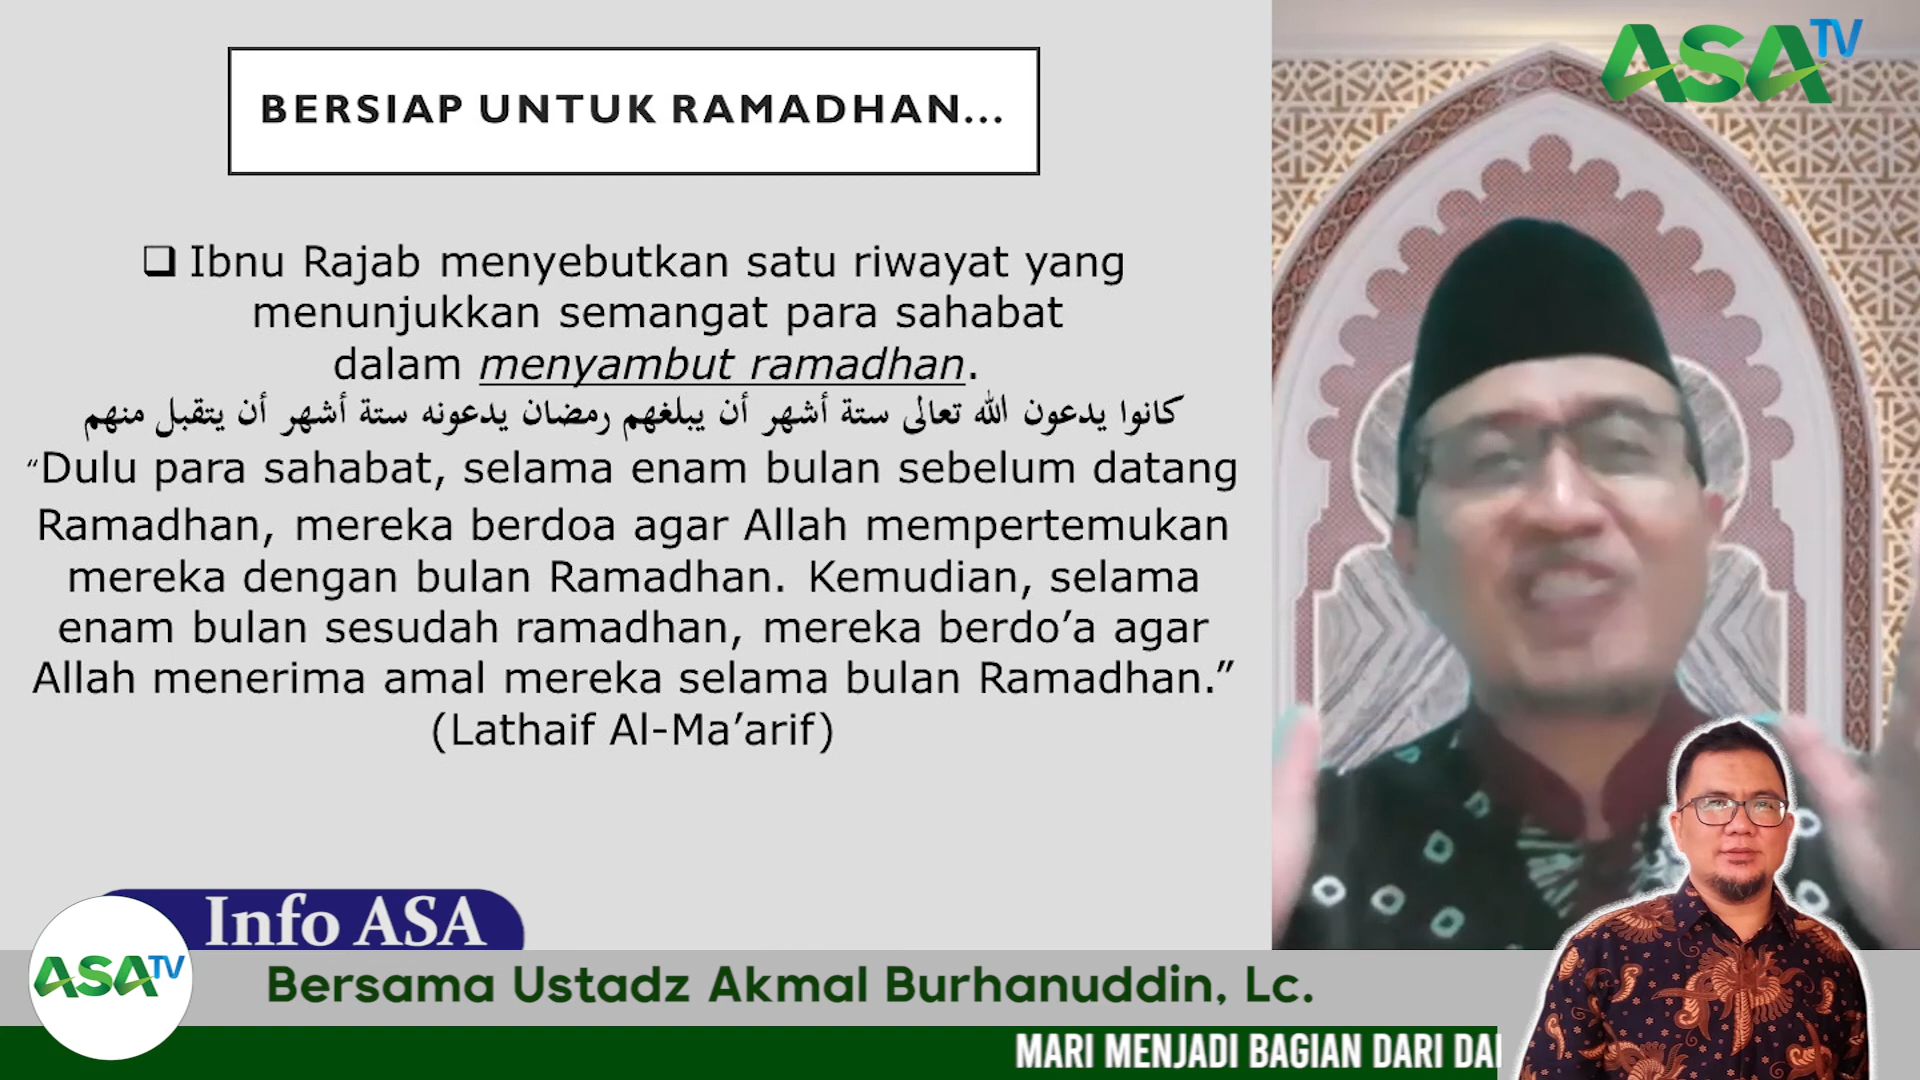 ASA TV
BERSIAP UNTUK RAMADHAN...
❑ Ibnu Rajab menyebutkan satu riwayat yang
menunjukkan semangat para sahabat
dalam menyambut ramadhan.
كانوا يدعون الله تعالى ستة أشهر أن يبلغهم رمضان يدعونه ستة أشهر أن يتقبل منهم
“Dulu para sahabat, selama enam bulan sebelum datang
Ramadhan, mereka berdoa agar Allah mempertemukan
mereka dengan bulan Ramadhan. Kemudian, selama
enam bulan sesudah ramadhan, mereka berdo’a agar
Allah menerima amal mereka selama bulan Ramadhan.”
(Lathaif Al-Ma’arif)
Info ASA
ASA TV
Bersama Ustadz Akmal Burhanuddin, Lc.
MARI MENJADI BAGIAN DARI DA